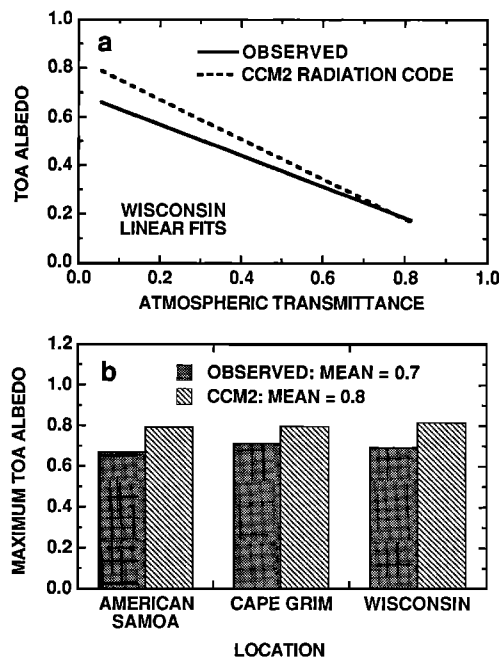 a
OBSERVED
CCM2 RADIATION CODE
WISCONSIN
LINEAR FITS
TOA ALBEDO
1.0
0.8
0.6
0.4
0.2
0.0
0.0 0.2 0.4 0.6 0.8 1.0
ATMOSPHERIC TRANSMITTANCE
b
OBSERVED: MEAN = 0.7
CCM2: MEAN = 0.8
MAXIMUM TOA ALBEDO
1.2
1.0
0.8
0.6
0.4
0.2
0.0
AMERICAN SAMOA
CAPE GRIM
WISCONSIN
LOCATION